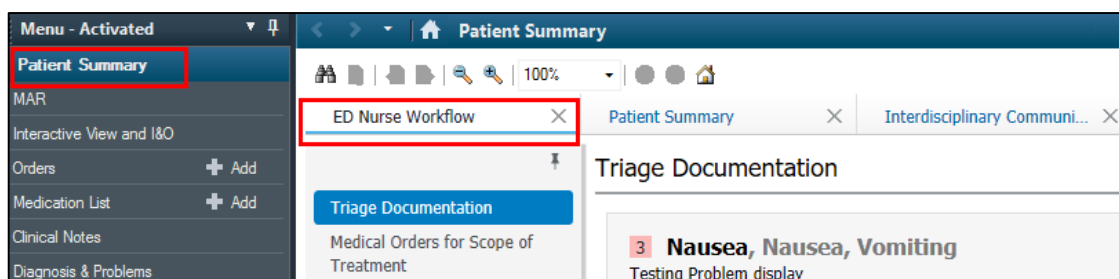 Menu - Activated
Patient Summary
MAR
Interactive View and I&O
Orders Add
Medication List Add
Clinical Notes
Diagnosis & Problems
Patient Summary
100%
ED Nurse Workflow Patient Summary Interdisciplinary Communi...
Triage Documentation
Medical Orders for Scope of
Treatment
Triage Documentation
3 Nausea, Nausea, Vomiting
Testing Problem display